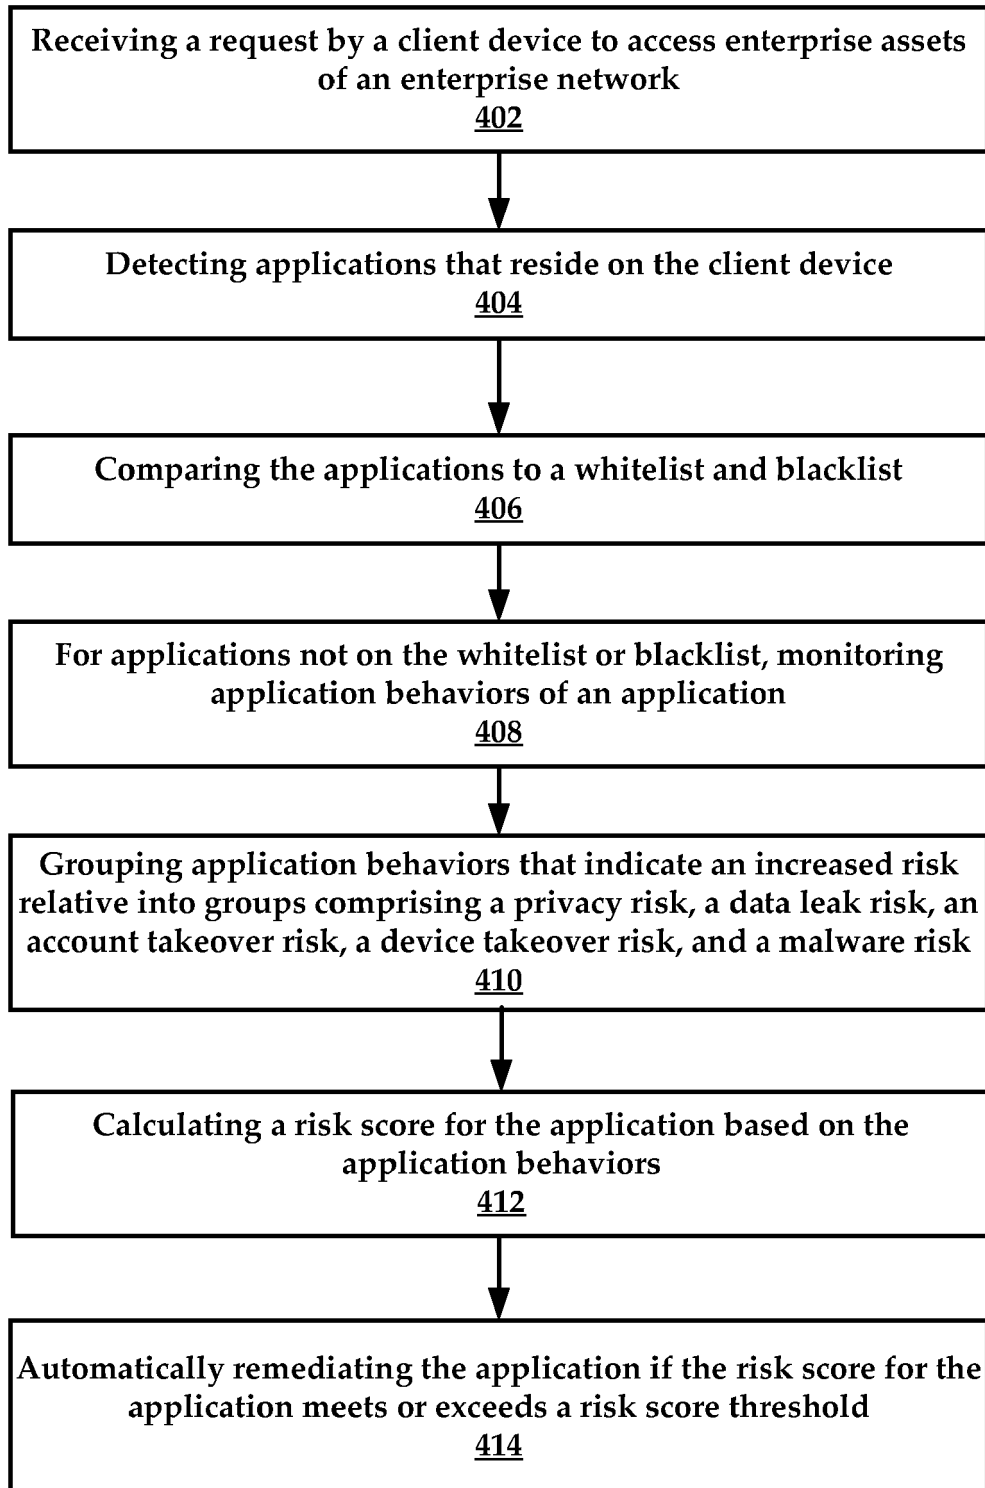 Receiving a request by a client device to access enterprise assets
of an enterprise network
402
Detecting applications that reside on the client device
404
Comparing the applications to a whitelist and blacklist
406
For applications not on the whitelist or blacklist, monitoring
application behaviors of an application
408
Grouping application behaviors that indicate an increased risk
relative into groups comprising a privacy risk, a data leak risk, an
account takeover risk, a device takeover risk, and a malware risk
410
Calculating a risk score for the application based on the
application behaviors
412
Automatically remediating the application if the risk score for the
application meets or exceeds a risk score threshold
414